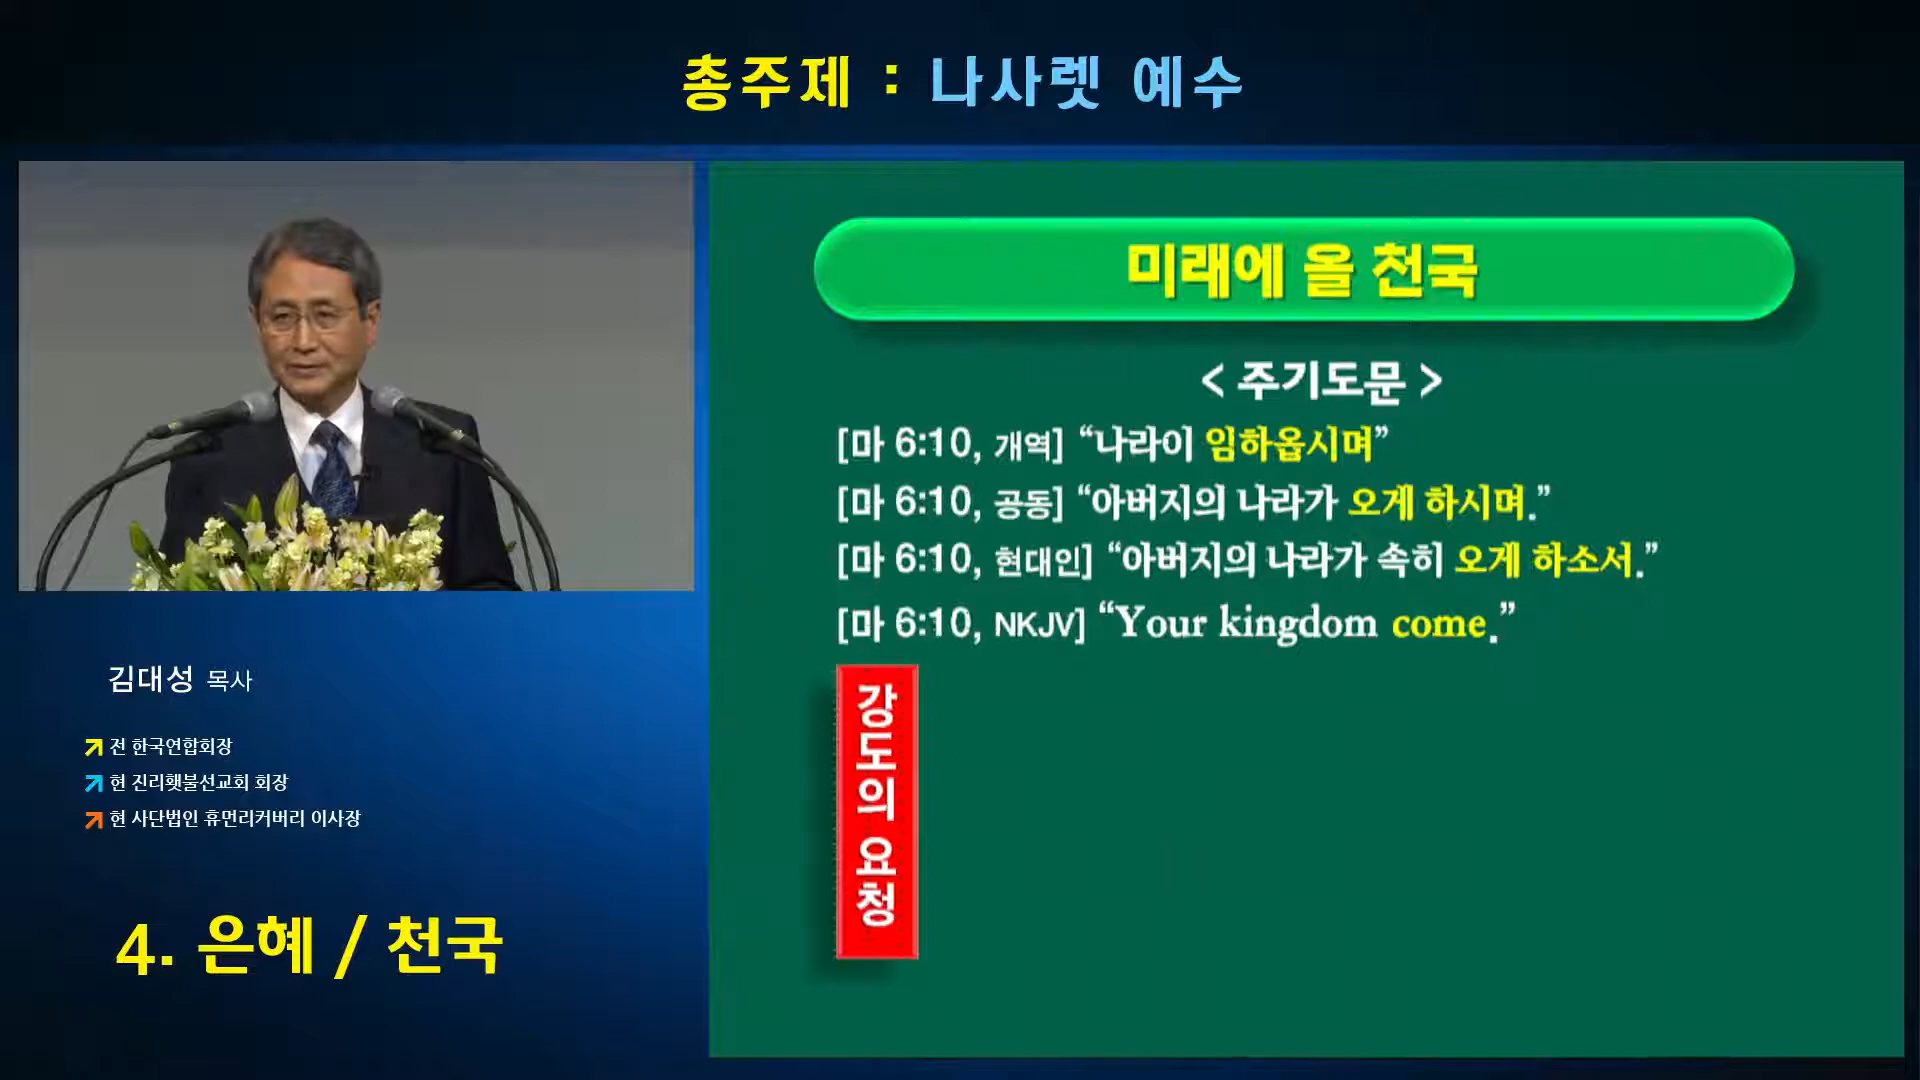 총주제 : 나사렛 예수
미래에 올 천국
< 주기도문 >
[마 6:10, 개역] “나라이 임하옵시며”
[마 6:10, 공동] “아버지의 나라가 오게 하시며.”
[마 6:10, 현대인] “아버지의 나라가 속히 오게 하소서.”
[마 6:10, NKJV] “Your kingdom come.”
강도의 요청
김대성 목사
전 한국연합회장
현 진리횃불선교회 회장
현 사단법인 휴먼리커버리 이사장
4. 은혜 / 천국